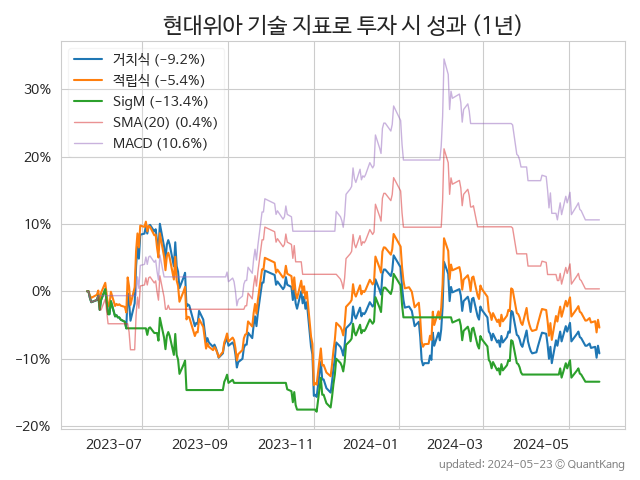 현대위아 기술 지표로 투자 시 성과 (1년)
거치식 (−9.2%)
적립식 (−5.4%)
SigM (−13.4%)
SMA(20) (0.4%)
MACD (10.6%)
30%
20%
10%
0%
−10%
−20%
2023-07
2023-09
2023-11
2024-01
2024-03
2024-05
updated: 2024-05-23 ⓒ QuantKang